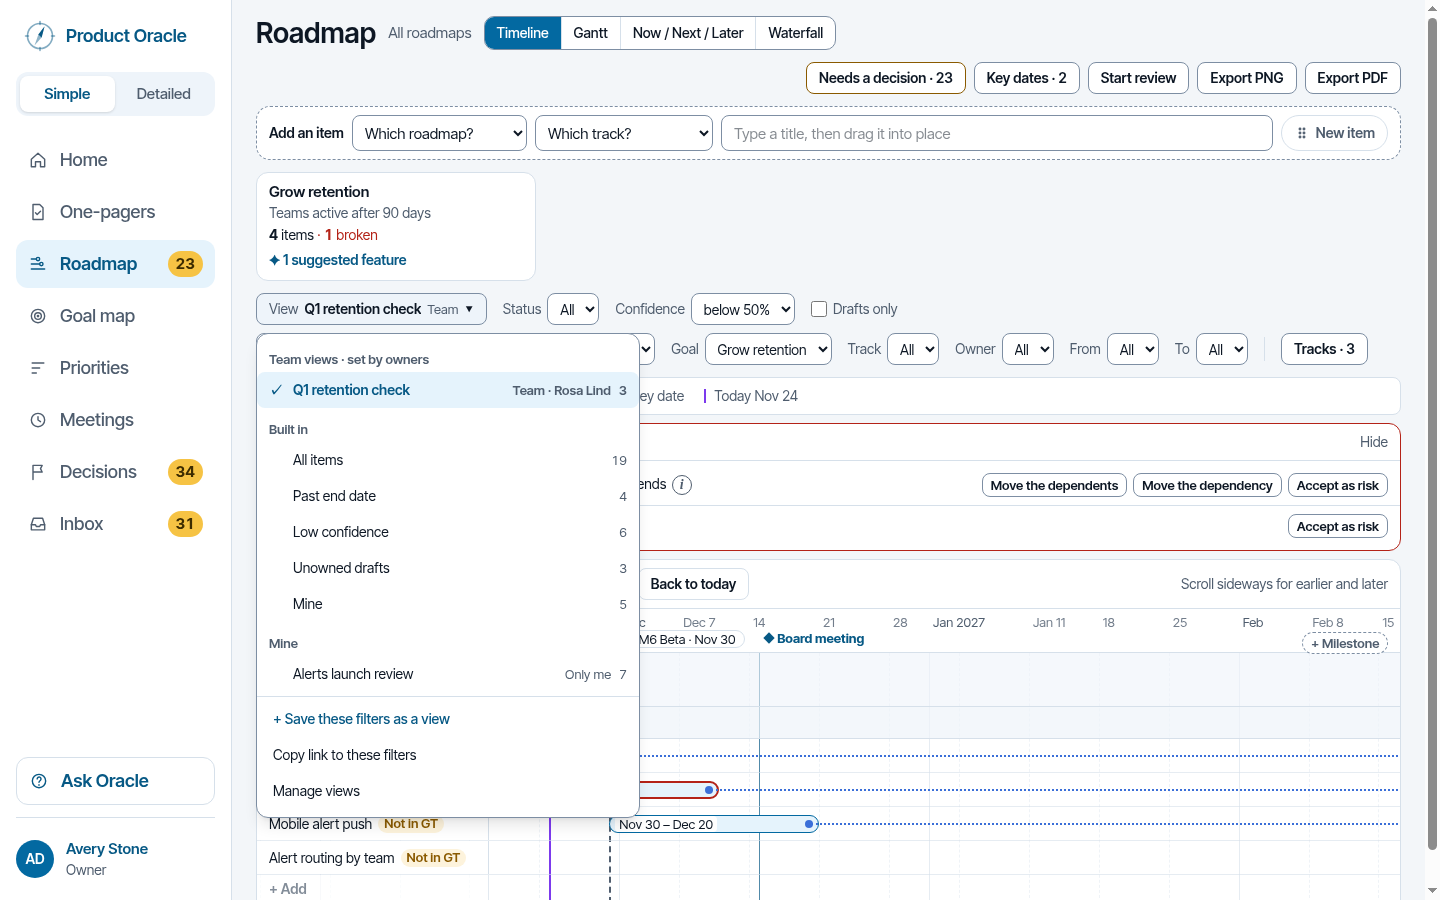 Product Oracle
Simple
Detailed
Home
One-pagers
Roadmap 23
Goal map
Priorities
Meetings
Decisions 34
Inbox 31
Ask Oracle
AD
Avery Stone
Owner
Roadmap
All roadmaps
Timeline
Gantt
Now / Next / Later
Waterfall
Needs a decision · 23
Key dates · 2
Start review
Export PNG
Export PDF
Add an item
Which roadmap?
Which track?
Type a title, then drag it into place
New item
Grow retention
Teams active after 90 days
4 items · 1 broken
1 suggested feature
View Q1 retention check Team
Status All
Confidence below 50%
Drafts only
Goal Grow retention
Track All
Owner All
From All
To All
Tracks · 3
Team views · set by owners
✓ Q1 retention check Team · Rosa Lind 3
Built in
All items 19
Past end date 4
Low confidence 6
Unowned drafts 3
Mine 5
Mine
Alerts launch review Only me 7
+ Save these filters as a view
Copy link to these filters
Manage views
ey date
Today Nov 24
Hide
ends i
Move the dependents
Move the dependency
Accept as risk
Accept as risk
Back to today
Scroll sideways for earlier and later
c Dec 7 14 21 28 Jan 2027 Jan 11 18 25 Feb Feb 8 15
M6 Beta · Nov 30
Board meeting
+ Milestone
Mobile alert push Not in GT
Nov 30 – Dec 20
Alert routing by team Not in GT
+ Add